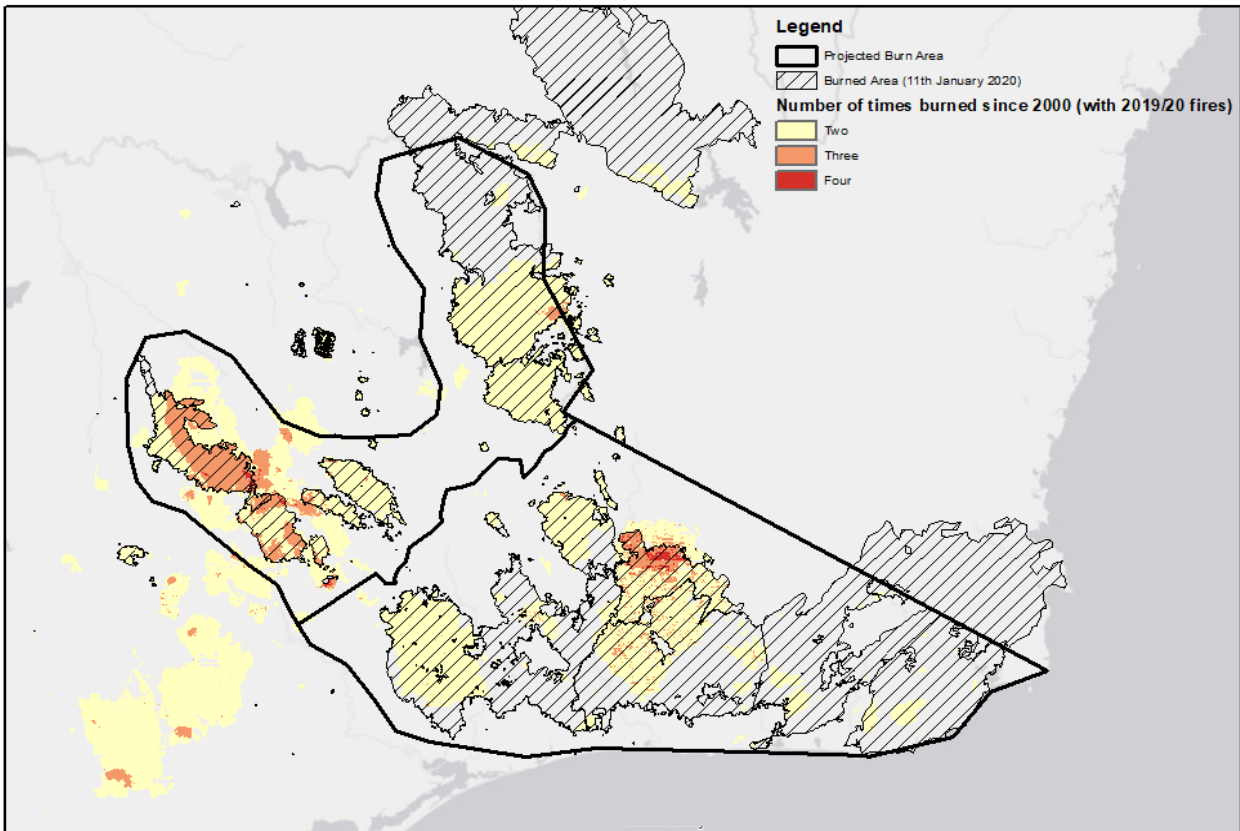 Legend
Projected Burn Area
Burned Area (11th January 2020)
Number of times burned since 2000 (with 2019/20 fires)
Two
Three
Four